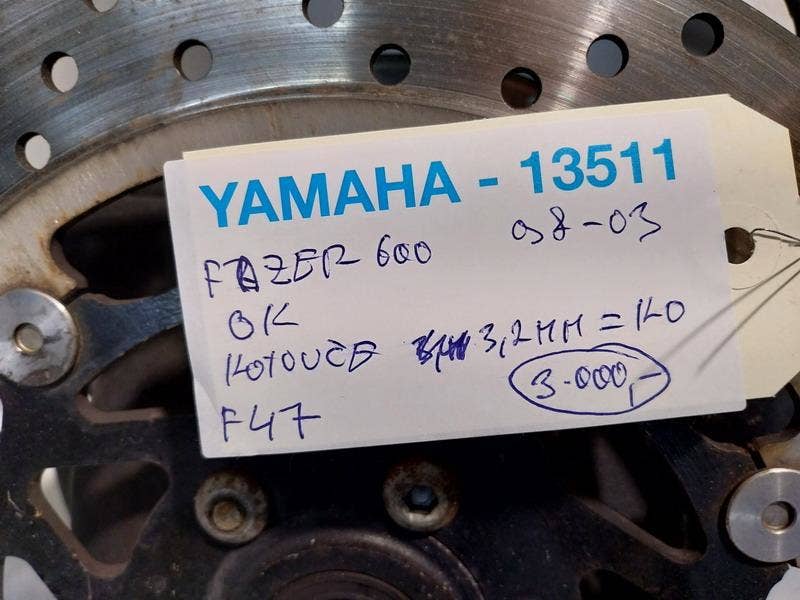 YAMAHA - 13511
FAZER 600 98-03
OK
KOTOUČE 3,2MM = KO
3.000,-
F47